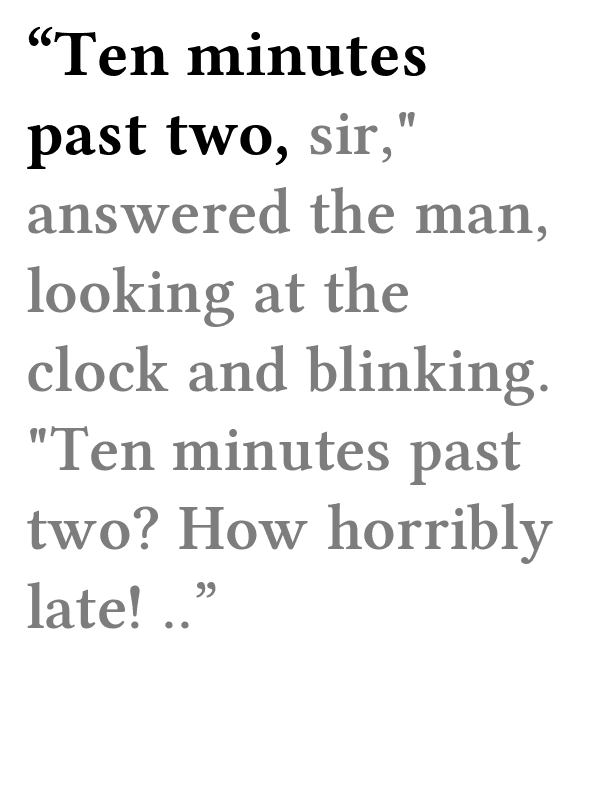 “Ten minutes
past two, sir,"
answered the man,
looking at the
clock and blinking.
"Ten minutes past
two? How horribly
late! ..”